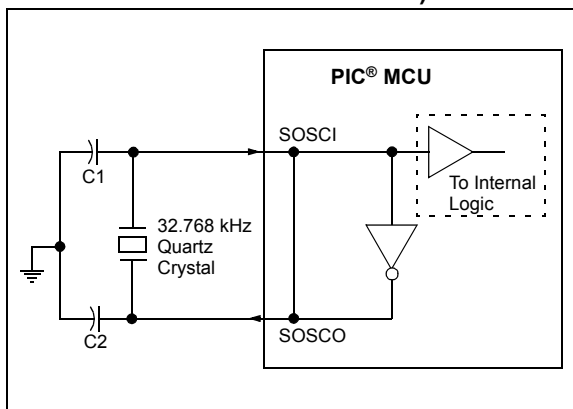 PIC® MCU
SOSCI
C1
To Internal
Logic
32.768 kHz
Quartz
Crystal
SOSCO
C2